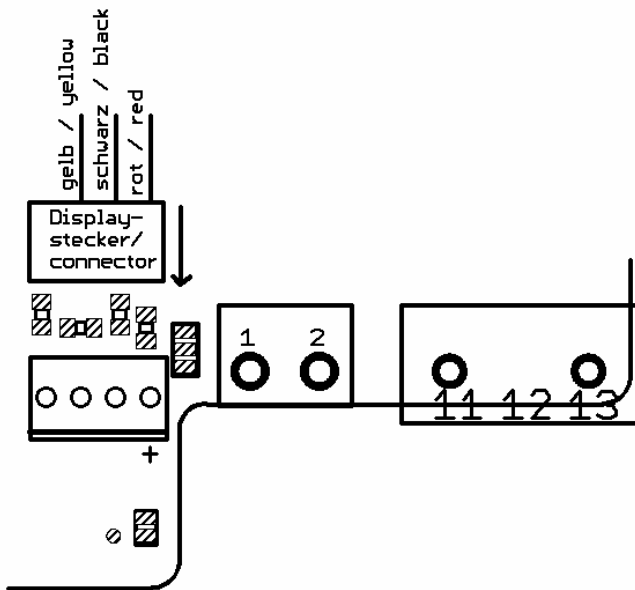 gelb / yellow
schwarz / black
rot / red
Display-
stecker/
connector
1 2
11 12 13
+